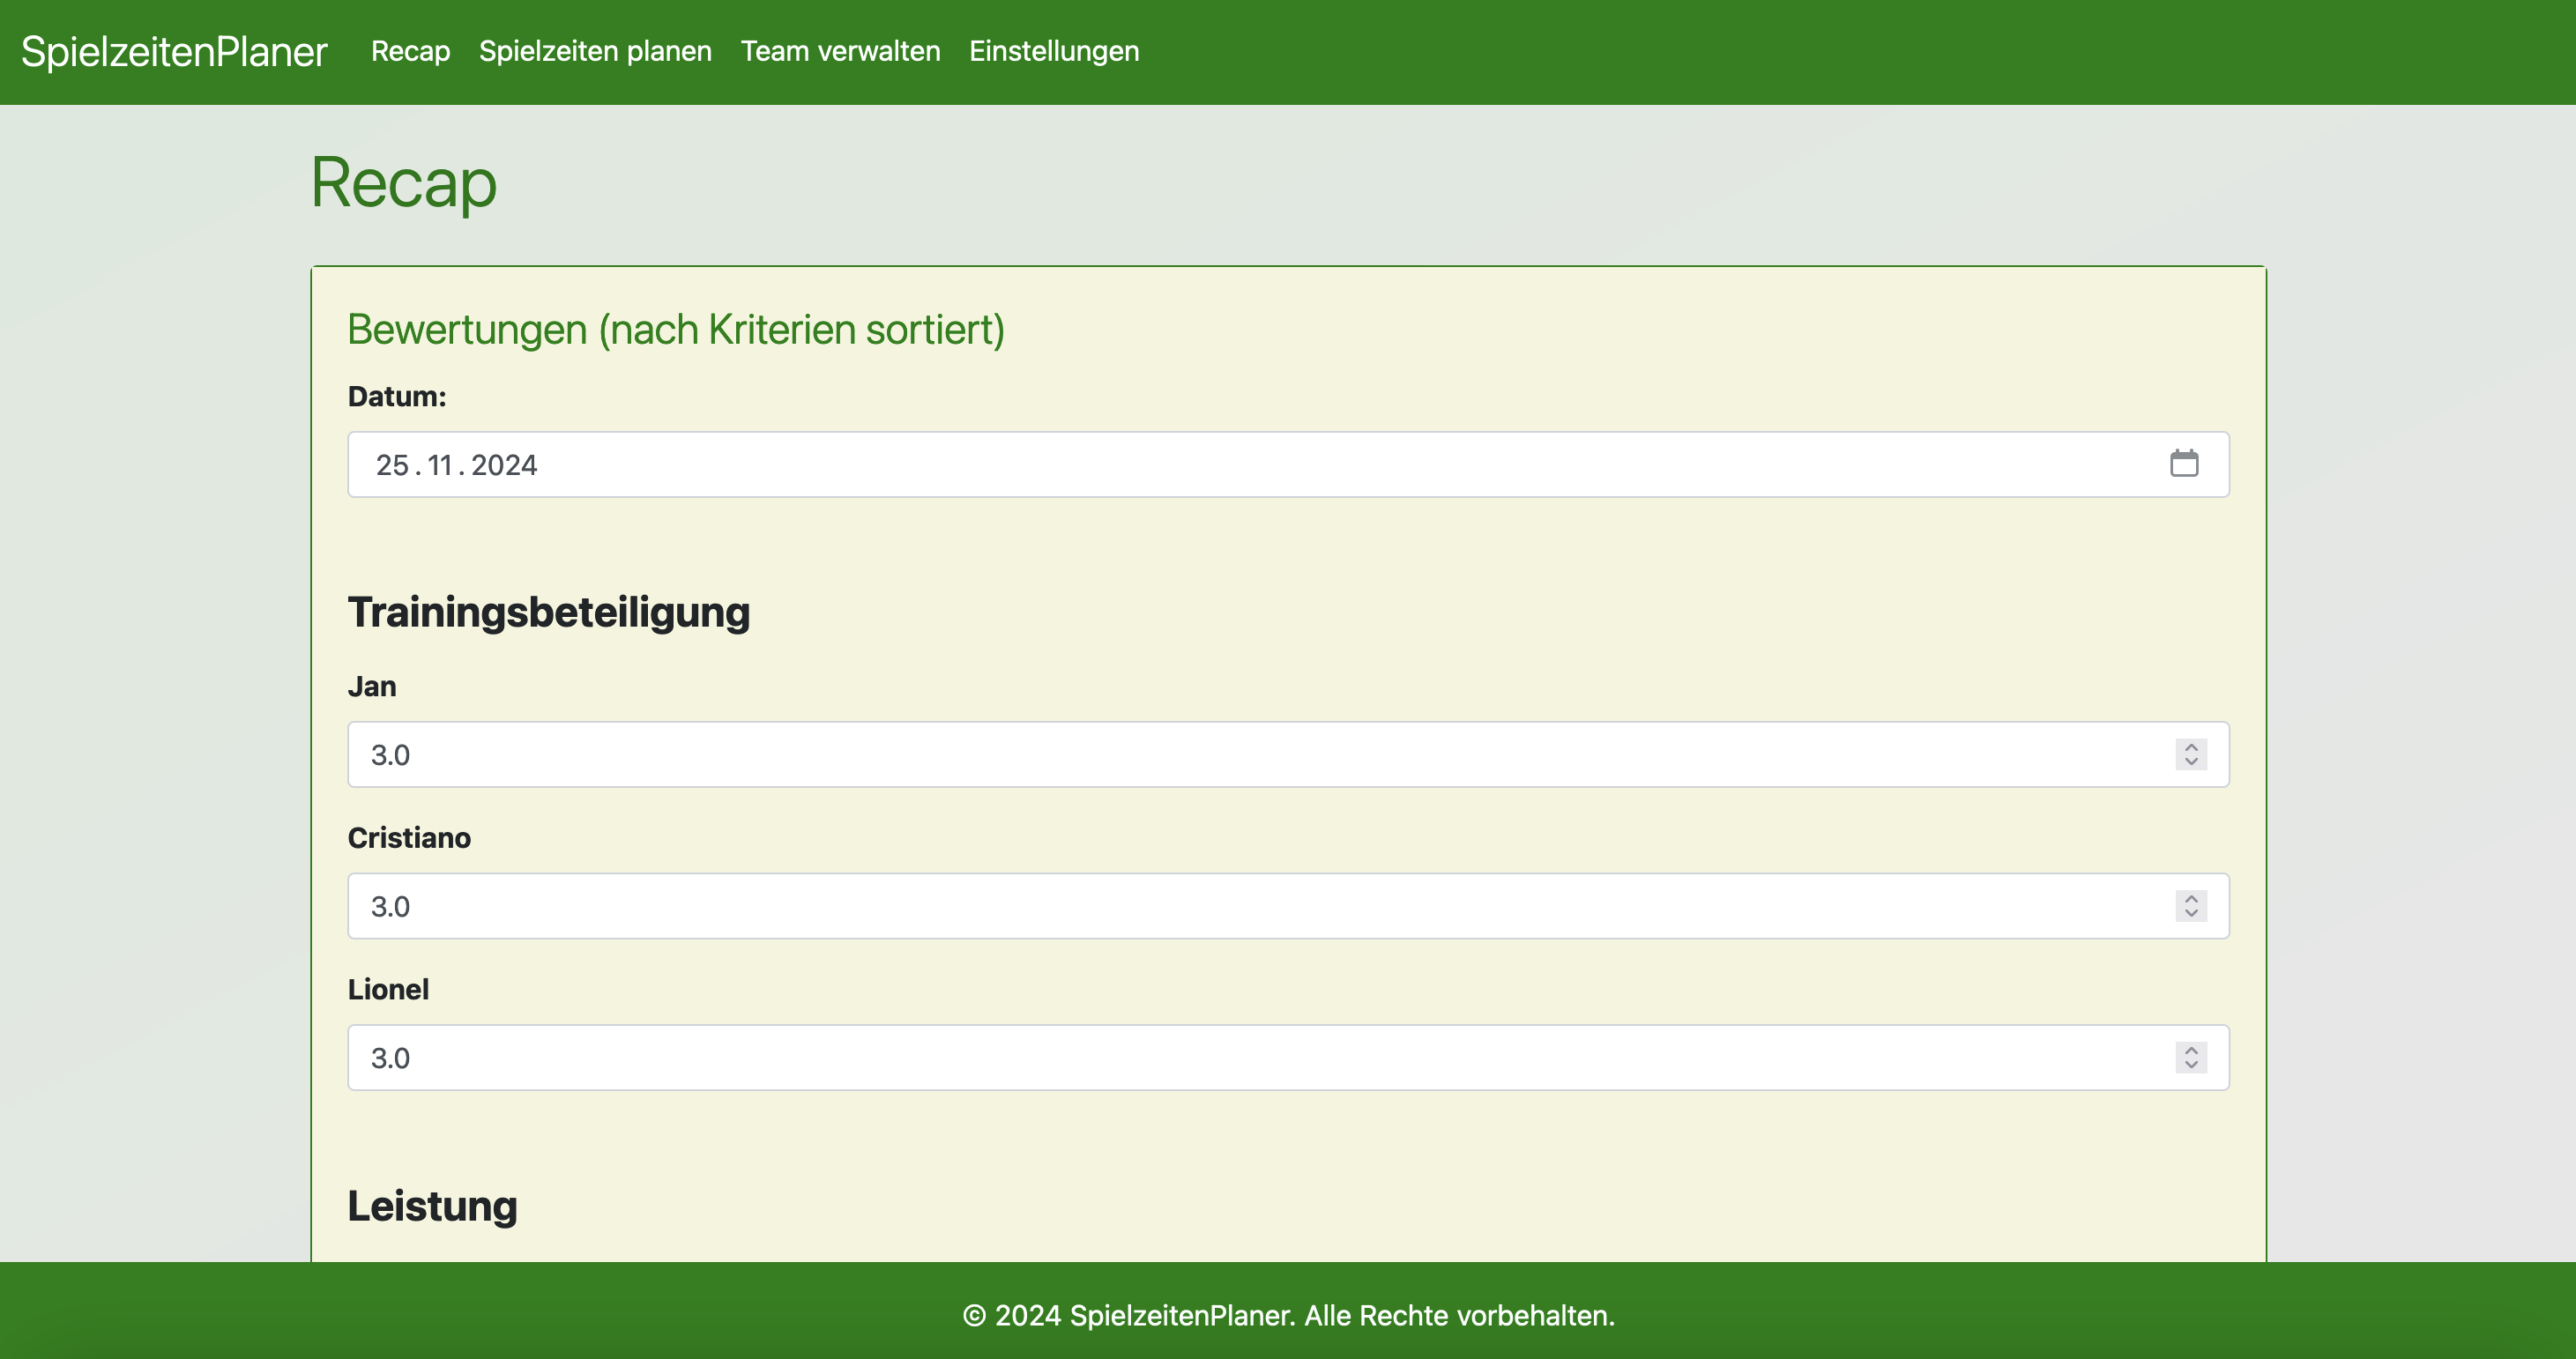 SpielzeitenPlaner Recap Spielzeiten planen Team verwalten Einstellungen
Recap
Bewertungen (nach Kriterien sortiert)
Datum:
25.11.2024
Trainingsbeteiligung
Jan
3.0
Cristiano
3.0
Lionel
3.0
Leistung
© 2024 SpielzeitenPlaner. Alle Rechte vorbehalten.